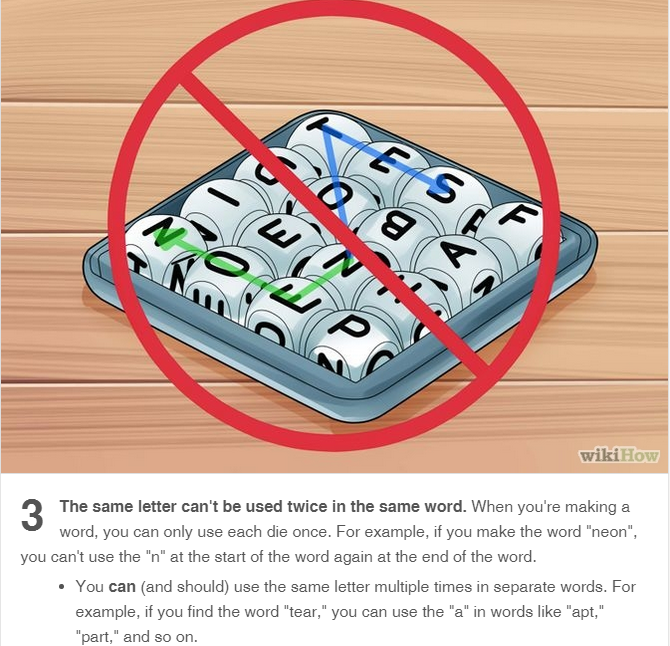 T
E
S
F
C
O
B
A
I
E
N
H
N
O
E
P
wikiHow
3
The same letter can't be used twice in the same word. When you're making a
word, you can only use each die once. For example, if you make the word "neon",
you can't use the "n" at the start of the word again at the end of the word.
• You can (and should) use the same letter multiple times in separate words. For
example, if you find the word "tear," you can use the "a" in words like "apt,"
"part," and so on.